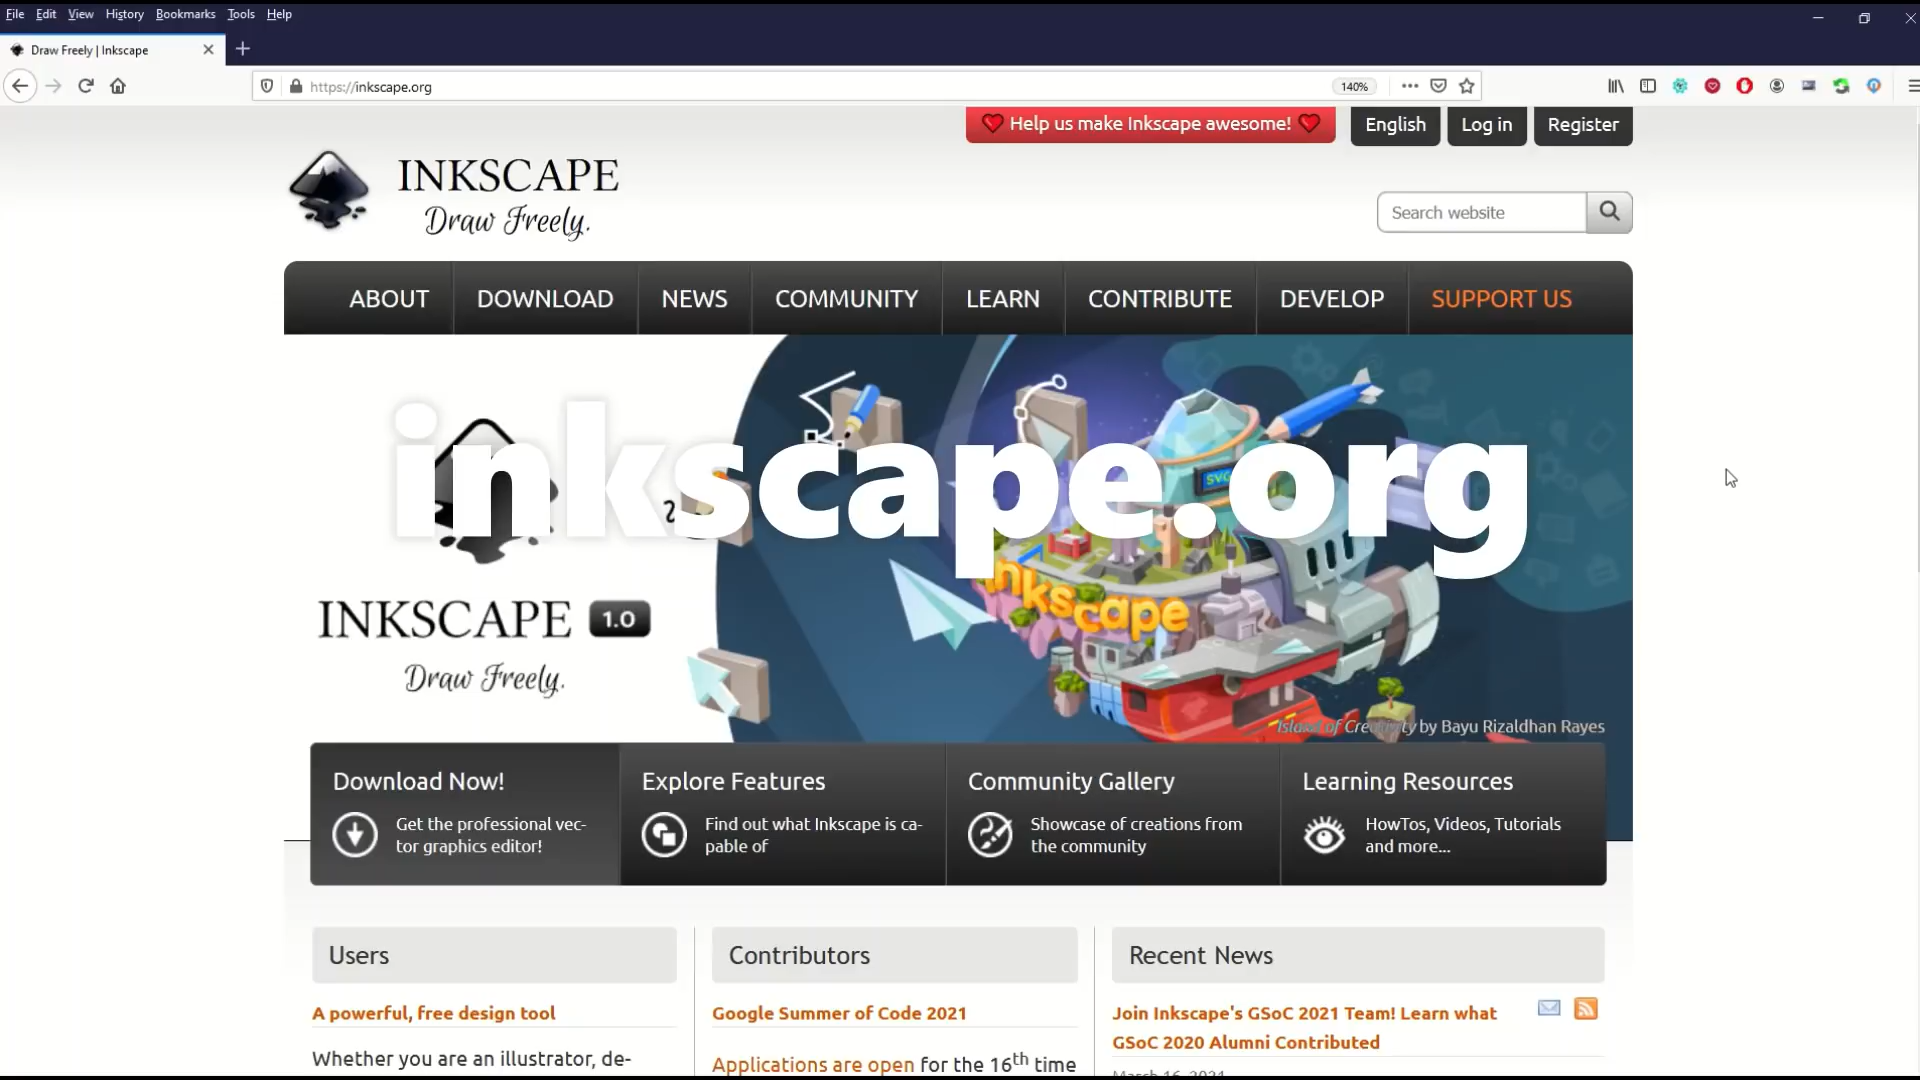 File Edit View History Bookmarks Tools Help
Draw Freely | Inkscape
https://inkscape.org
140%
Help us make Inkscape awesome!
English
Log in
Register
INKSCAPE
Draw Freely.
Search website
ABOUT
DOWNLOAD
NEWS
COMMUNITY
LEARN
CONTRIBUTE
DEVELOP
SUPPORT US
inkscape.org
SVG
inkscape
INKSCAPE 1.0
Draw Freely.
Island of Creativity by Bayu Rizaldhan Rayes
Download Now!
Get the professional vec-
tor graphics editor!
Explore Features
Find out what Inkscape is ca-
pable of
Community Gallery
Showcase of creations from
the community
Learning Resources
HowTos, Videos, Tutorials
and more...
Users
A powerful, free design tool
Whether you are an illustrator, de-
Contributors
Google Summer of Code 2021
Applications are open for the 16th time
Recent News
Join Inkscape's GSoC 2021 Team! Learn what
GSoC 2020 Alumni Contributed
March 16, 2021